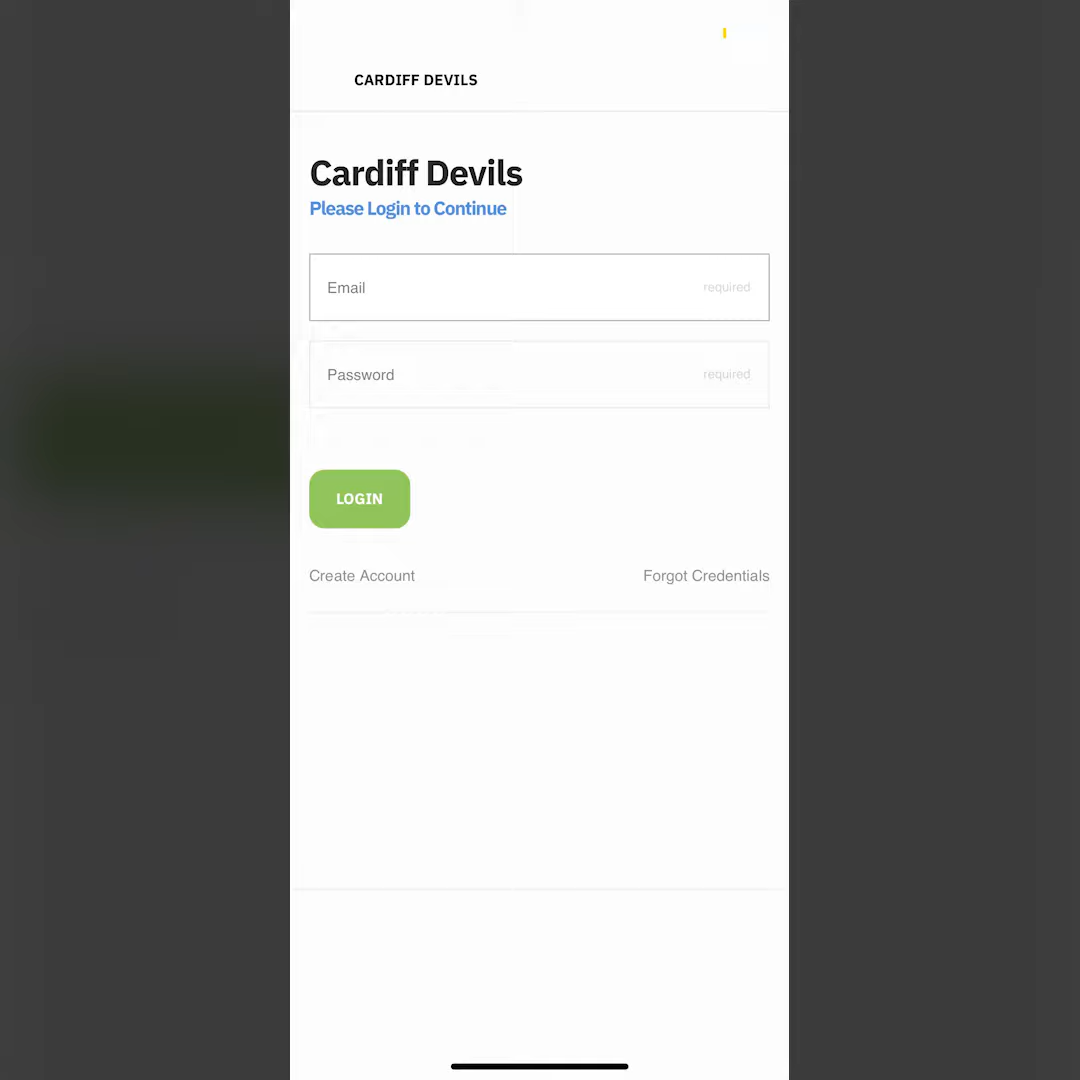 CARDIFF DEVILS
Cardiff Devils
Please Login to Continue
Email required
Password required
LOGIN
Create Account Forgot Credentials